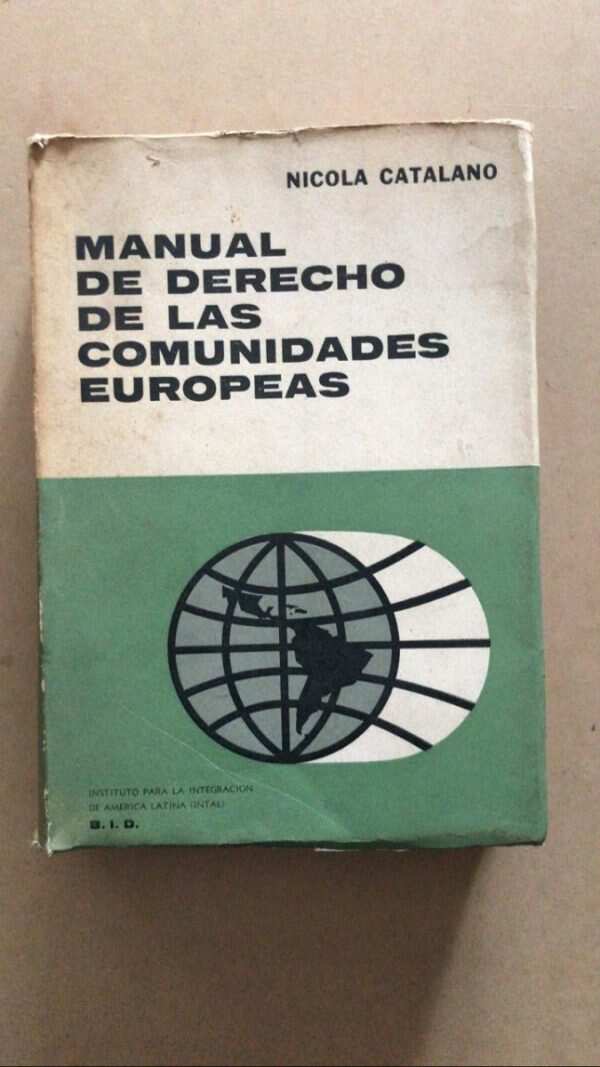 NICOLA CATALANO
MANUAL
DE DERECHO
DE LAS
COMUNIDADES
EUROPEAS
INSTITUTO PARA LA INTEGRACION
DE AMERICA LATINA (INTAL)
B. I. D.